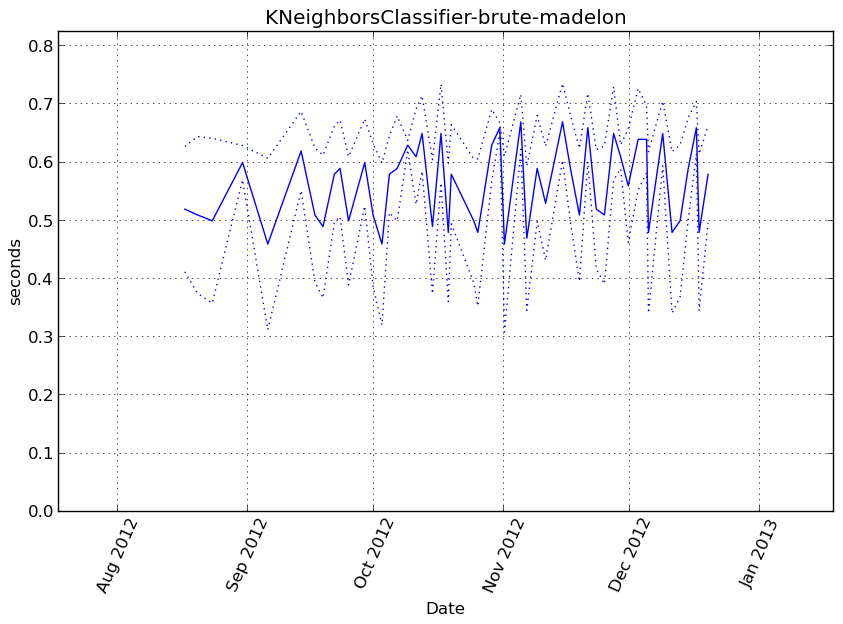 KNeighborsClassifier-brute-madelon
0.8
0.7
0.6
0.5
0.4
0.3
0.2
0.1
0.0
seconds
Aug 2012
Sep 2012
Oct 2012
Nov 2012
Dec 2012
Jan 2013
Date